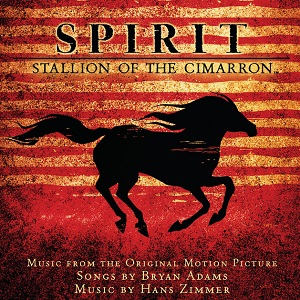 SPIRIT
STALLION OF THE CIMARRON
MUSIC FROM THE ORIGINAL MOTION PICTURE
SONGS BY BRYAN ADAMS
MUSIC BY HANS ZIMMER